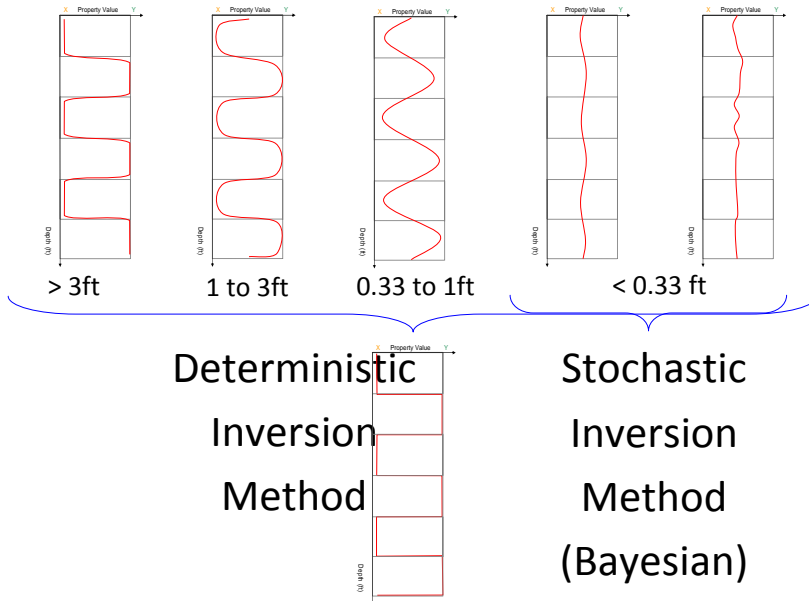 X Property Value Y
X Property Value Y
X Property Value Y
X Property Value Y
X Property Value Y
Depth (ft)
Depth (ft)
Depth (ft)
Depth (ft)
Depth (ft)
> 3ft
1 to 3ft
0.33 to 1ft
< 0.33 ft
X Property Value Y
Deterministic
Inversion
Method
Depth (ft)
Stochastic
Inversion
Method
(Bayesian)